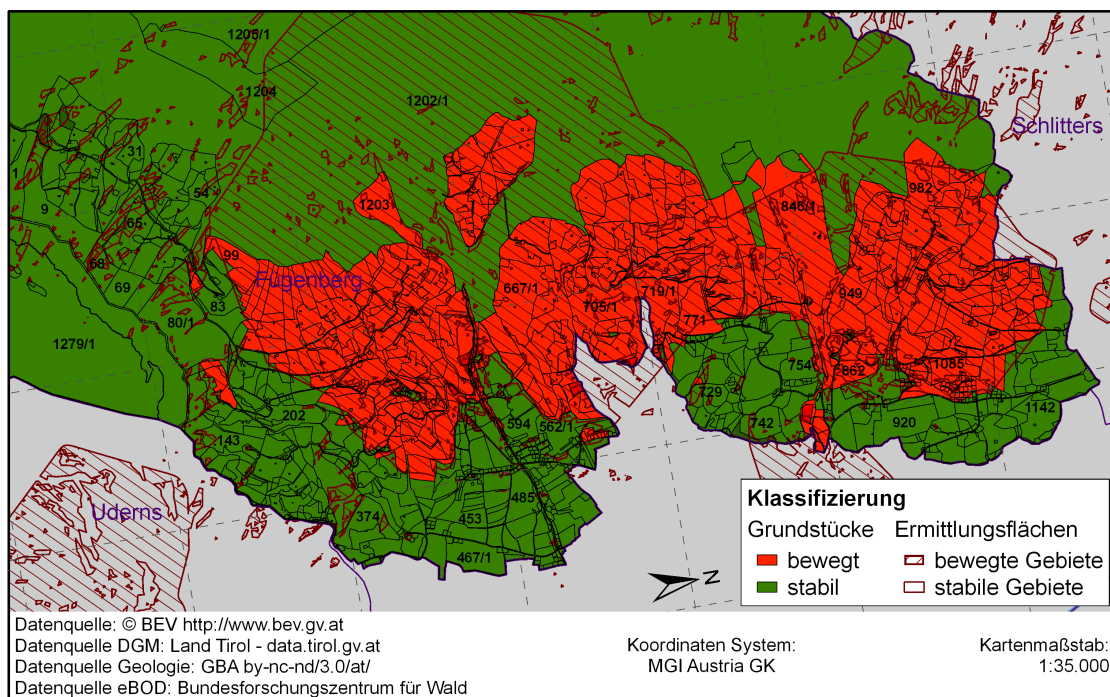 1205/1
1204
1202/1
Schlitters
31
1
54
982
9
1203
846/1
65
99
68
Fügenberg
69
667/1
719/1
949
83
705/1
80/1
771
1279/1
754
862
1085
729
202
1142
594
562/1
742
920
143
485
Klassifizierung
Uderns
374
453
Grundstücke Ermittlungsflächen
467/1
bewegt bewegte Gebiete
stabil stabile Gebiete
N
Datenquelle: © BEV http://www.bev.gv.at
Datenquelle DGM: Land Tirol - data.tirol.gv.at
Datenquelle Geologie: GBA by-nc-nd/3.0/at/
Datenquelle eBOD: Bundesforschungszentrum für Wald
Koordinaten System:
MGI Austria GK
Kartenmaßstab:
1:35.000